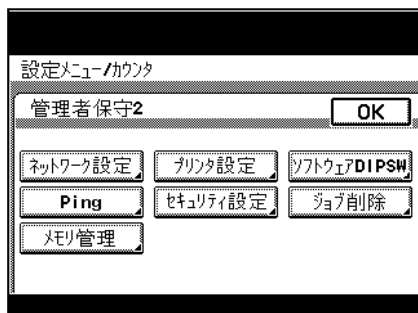 設定メニュー/カウンタ
管理者保守2 OK
ネットワーク設定 プリンタ設定 ソフトウェアDIPSW
Ping セキュリティ設定 ジョブ削除
メモリ管理